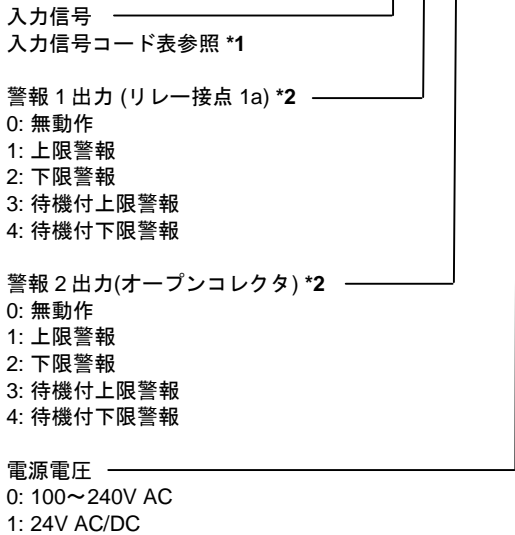 入力信号
入力信号コード表参照 *1
警報 1 出力 (リレー接点 1a) *2
0: 無動作
1: 上限警報
2: 下限警報
3: 待機付上限警報
4: 待機付下限警報
警報 2 出力(オープンコレクタ) *2
0: 無動作
1: 上限警報
2: 下限警報
3: 待機付上限警報
4: 待機付下限警報
電源電圧
0: 100～240V AC
1: 24V AC/DC